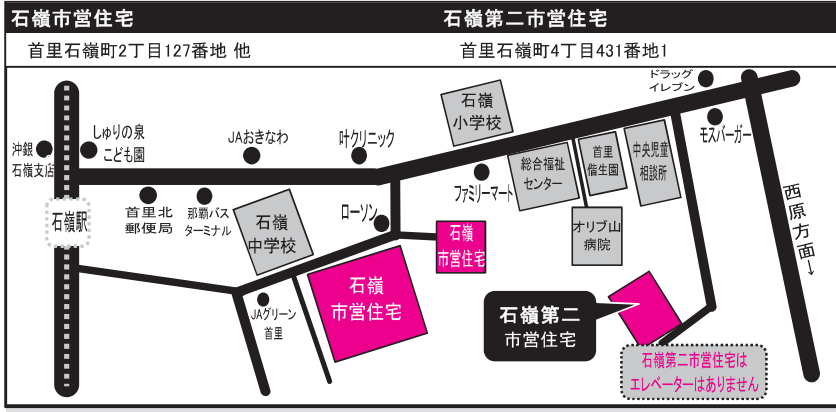 石嶺市営住宅
石嶺第二市営住宅
首里石嶺町2丁目127番地 他
首里石嶺町4丁目431番地1
ドラッグ
イレブン
石嶺
小学校
しゅりの泉
こども園
JAおきなわ
叶クリニック
モスバーガー
沖銀
石嶺支店
総合福祉
センター
首里
偕生園
中央児童
相談所
ファミリーマート
西原方面→
首里北
郵便局
那覇バス
ターミナル
石嶺駅
石嶺
中学校
ローソン
石嶺
市営住宅
オリブ山
病院
石嶺
市営住宅
JAグリーン
首里
石嶺第二
市営住宅
石嶺第二市営住宅は
エレベーターはありません